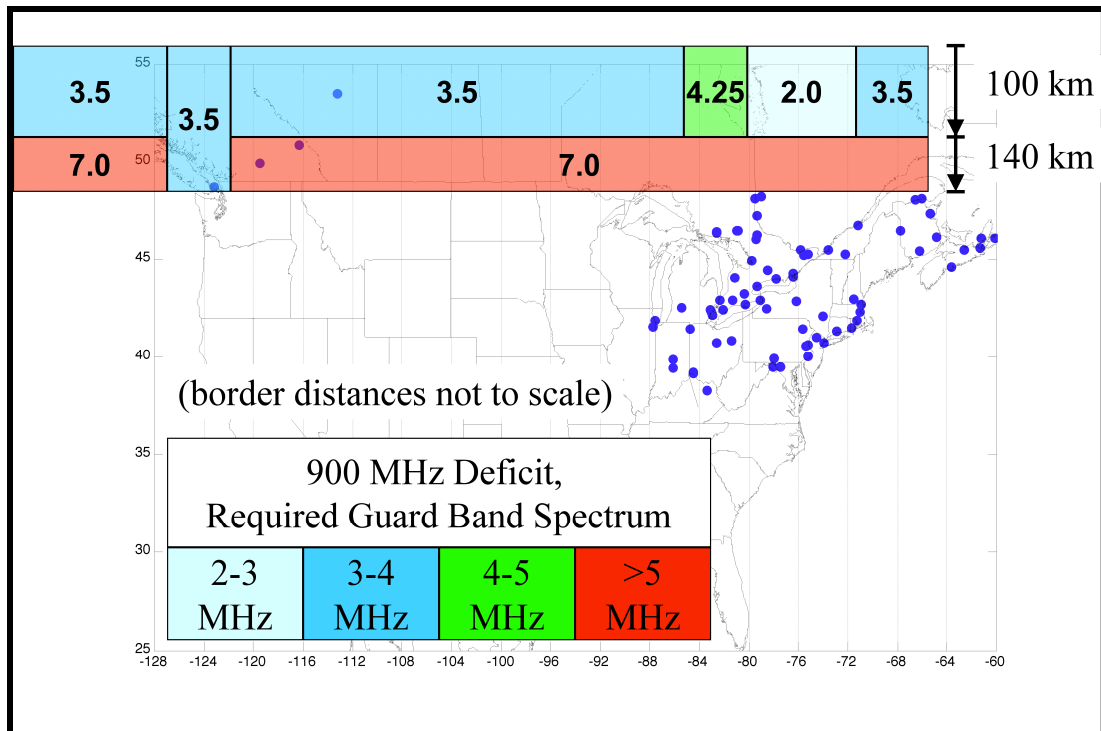 55
3.5
3.5
3.5
4.25
2.0
3.5
100 km
50
7.0
7.0
140 km
45
40
(border distances not to scale)
35
900 MHz Deficit,
Required Guard Band Spectrum
30
2-3
MHz
3-4
MHz
4-5
MHz
>5
MHz
25
-128 -124 -120 -116 -112 -108 -104 -100 -96 -92 -88 -84 -80 -76 -72 -68 -64 -60